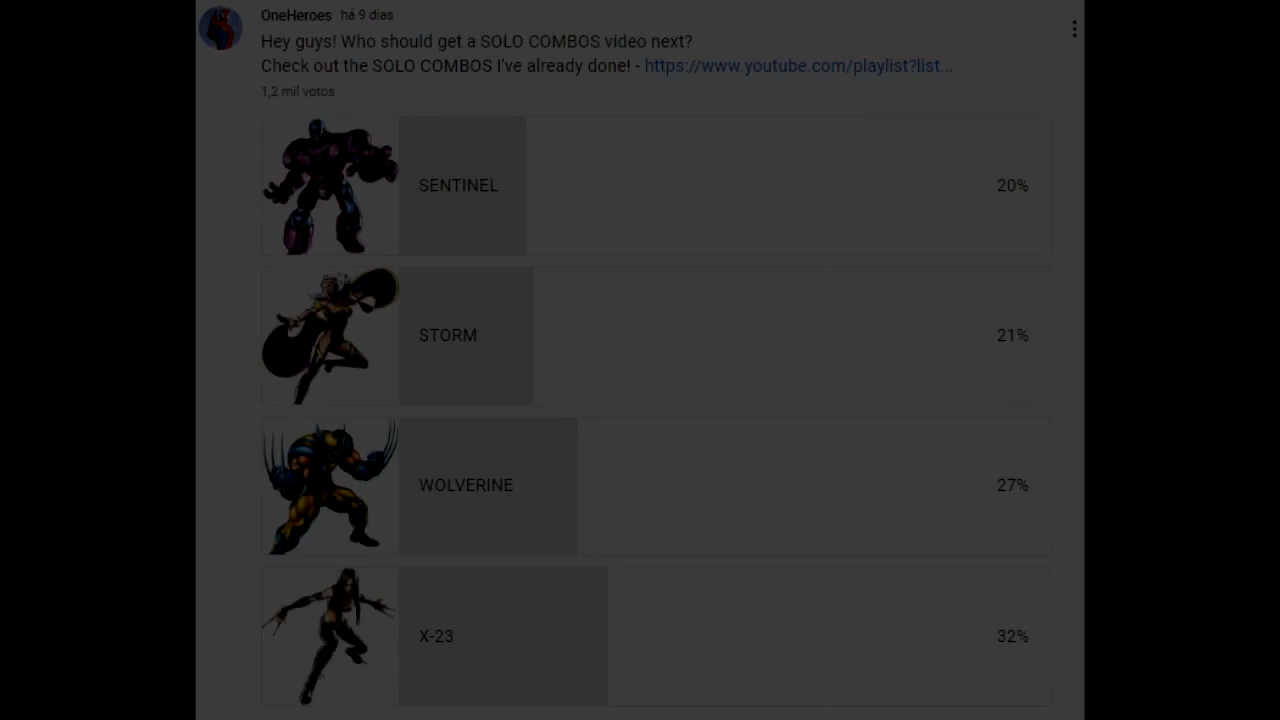 OneHeroes há 9 dias
Hey guys! Who should get a SOLO COMBOS video next?
Check out the SOLO COMBOS I've already done! - https://www.youtube.com/playlist?list...
1,2 mil votos
SENTINEL 20%
STORM 21%
WOLVERINE 27%
X-23 32%